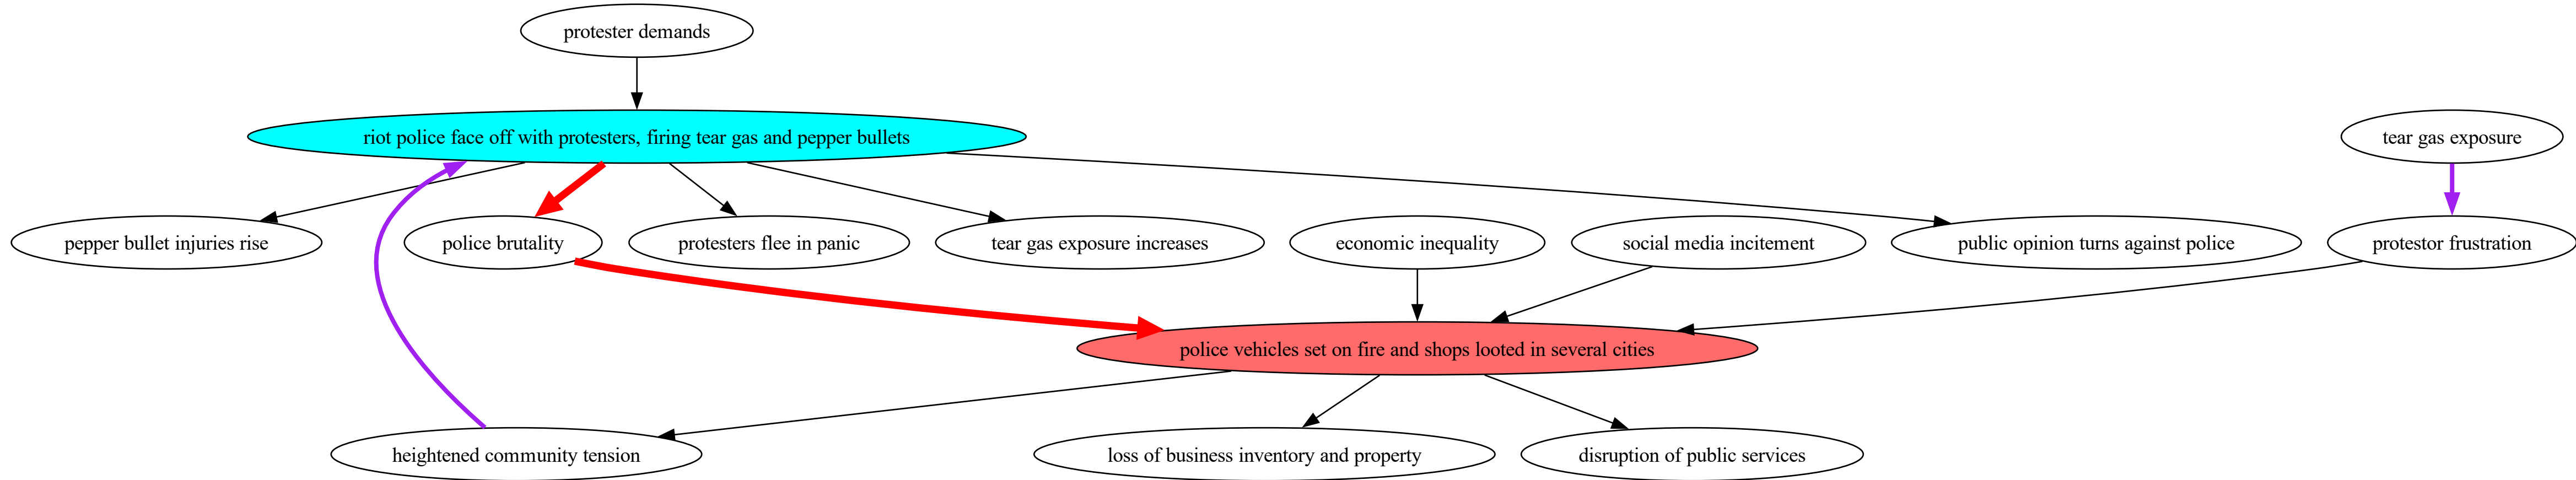 protester demands
riot police face off with protesters, firing tear gas and pepper bullets
tear gas exposure
pepper bullet injuries rise
police brutality
protesters flee in panic
tear gas exposure increases
economic inequality
social media incitement
public opinion turns against police
protestor frustration
police vehicles set on fire and shops looted in several cities
heightened community tension
loss of business inventory and property
disruption of public services